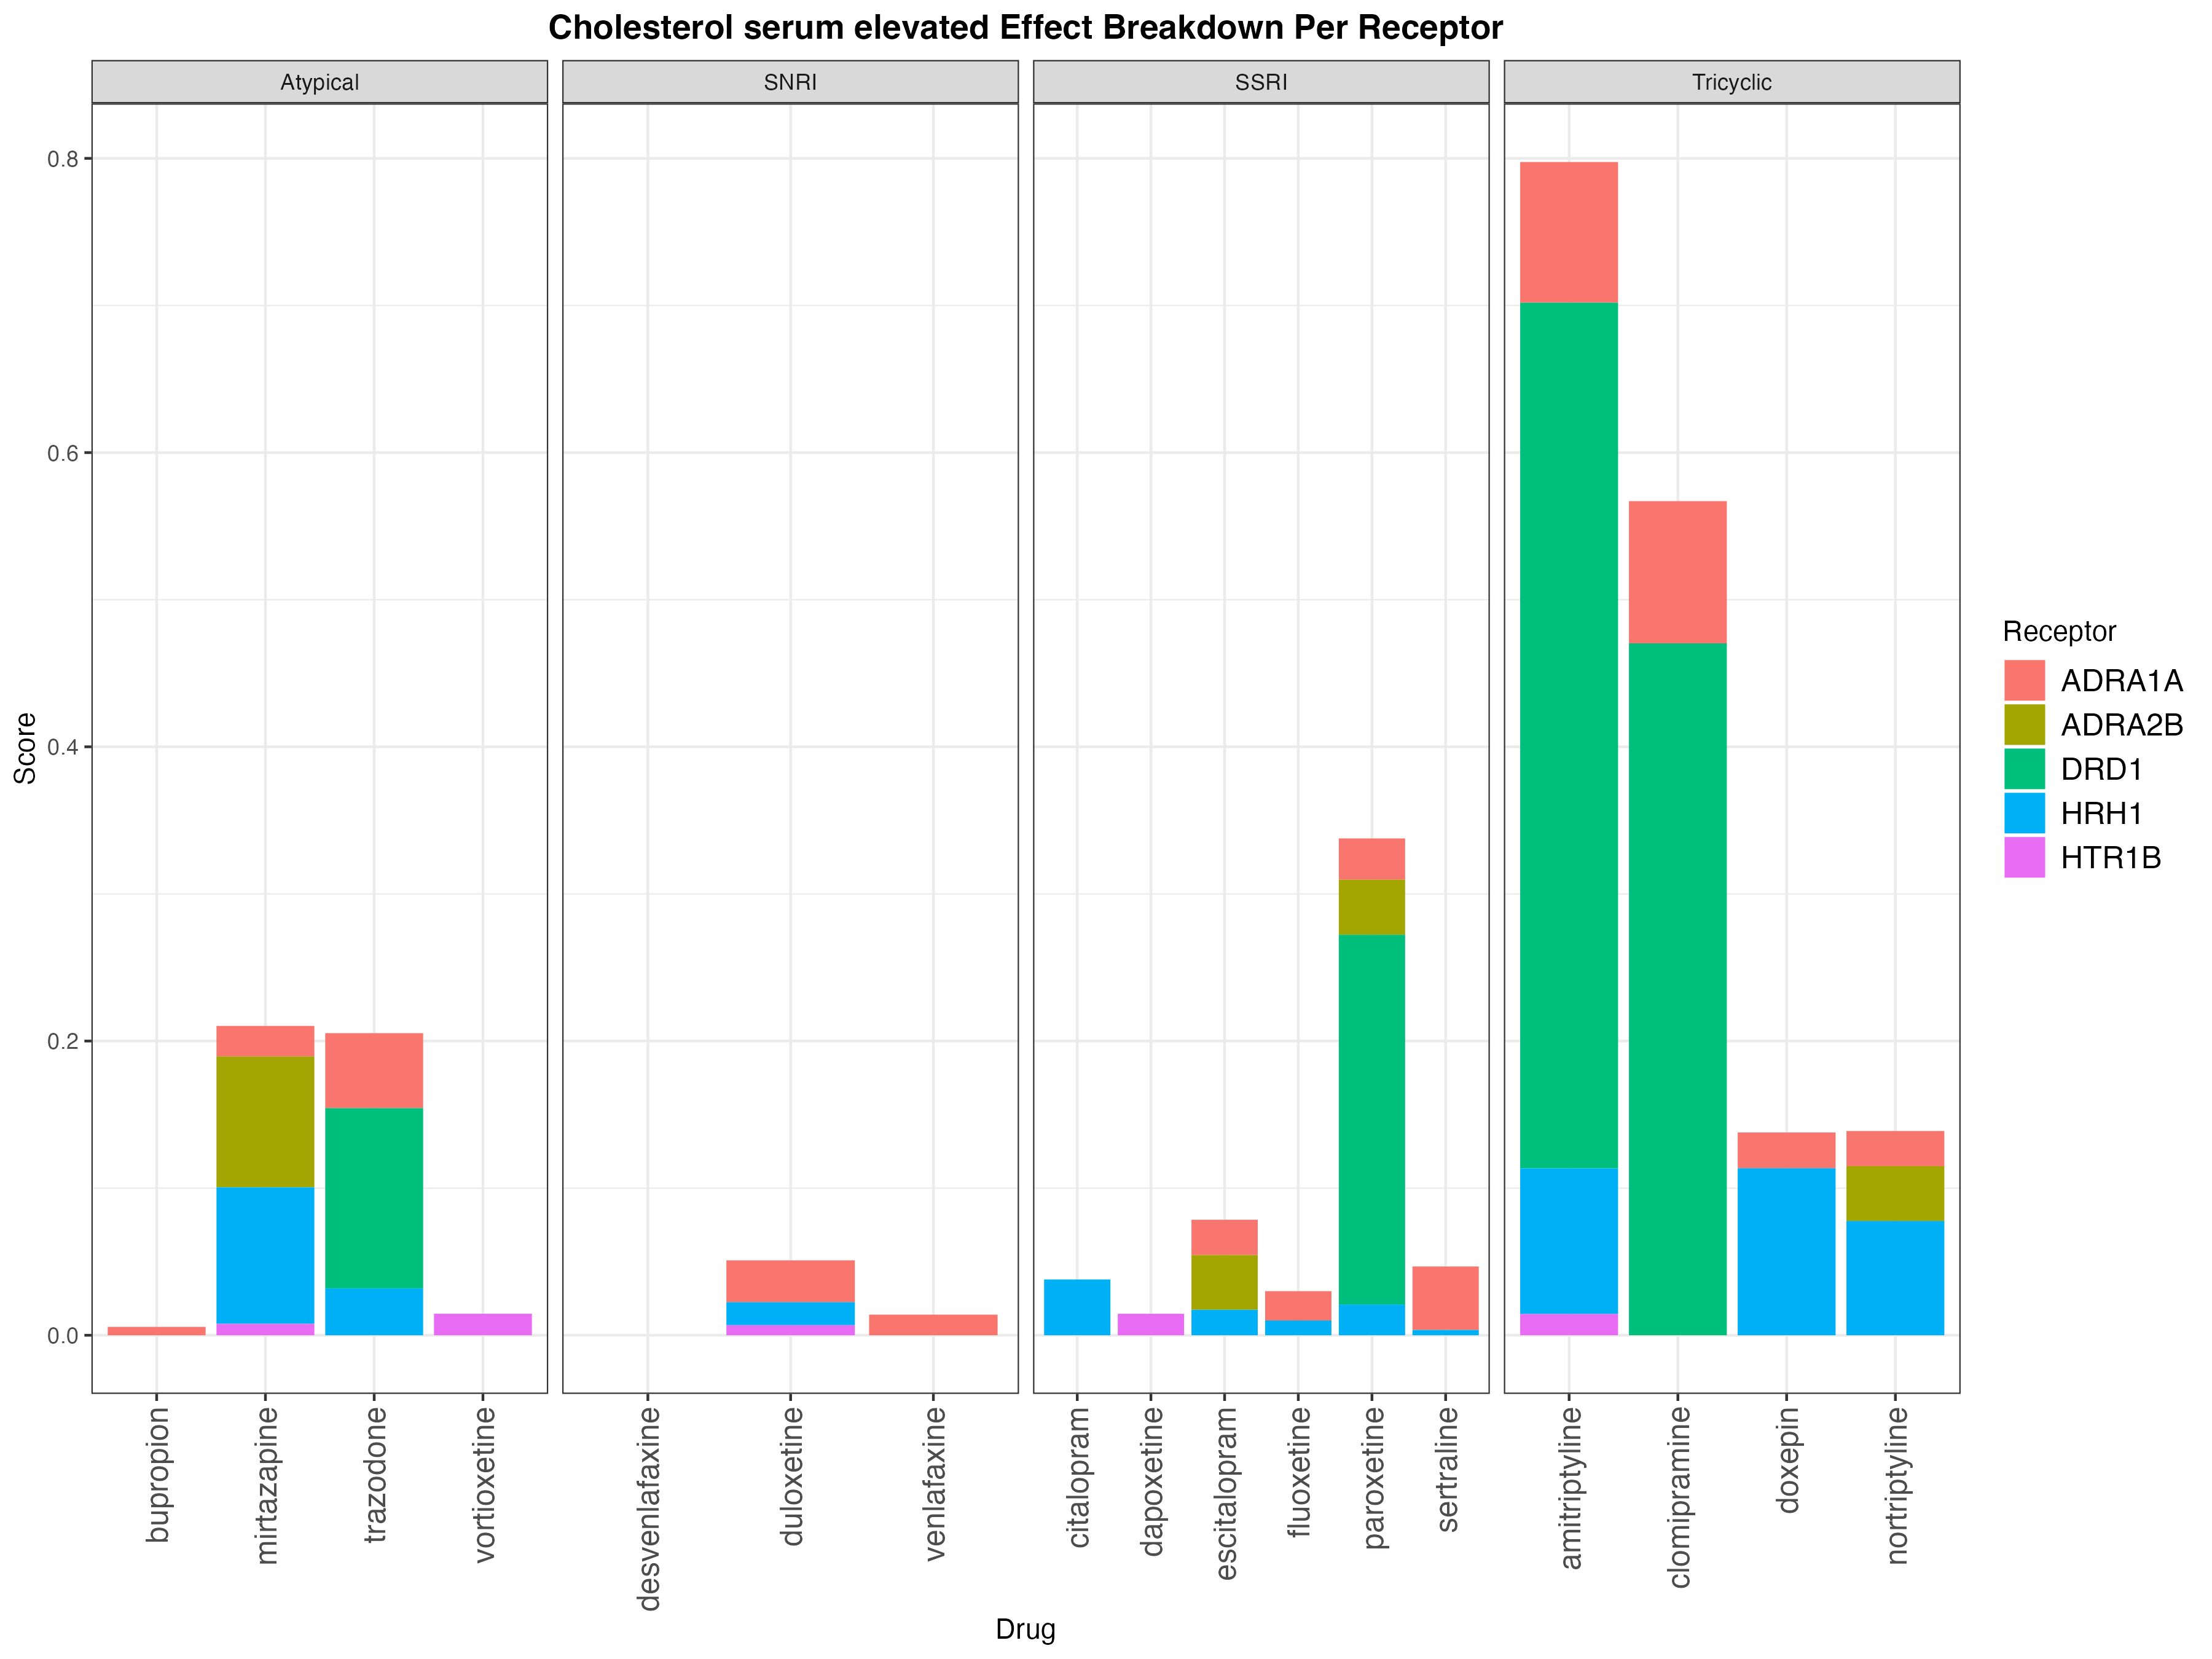 Cholesterol serum elevated Effect Breakdown Per Receptor
Atypical
SNRI
SSRI
Tricyclic
0.8
0.6
0.4
0.2
0.0
Score
bupropion
mirtazapine
trazodone
vortioxetine
desvenlafaxine
duloxetine
venlafaxine
citalopram
dapoxetine
escitalopram
fluoxetine
paroxetine
sertraline
amitriptyline
clomipramine
doxepin
nortriptyline
Drug
Receptor
ADRA1A
ADRA2B
DRD1
HRH1
HTR1B